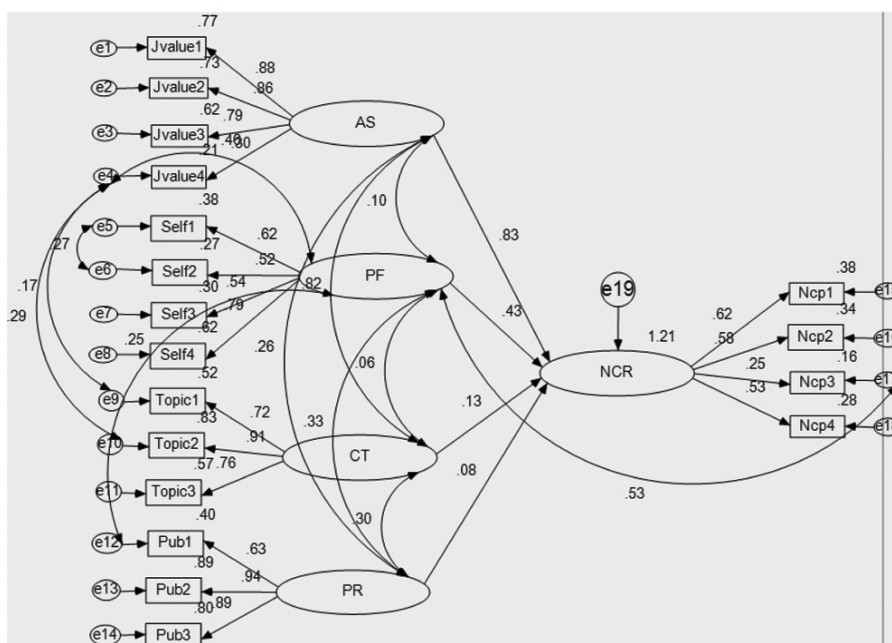 .77
e1 Jvalue1
.73 .88
e2 Jvalue2 .86
.62 .79 AS
e3 Jvalue3
.21 .30
e4 Jvalue4
.38 .10
e5 Self1 .62 .83
.27 .27 .52
e6 Self2 PF .38
.17 .30 .54 .82 e19 Ncp1
.29 e7 Self3 .79 .43 .62 .34
.62 1.21 .58 Ncp2
.25 e8 Self4 .26 .06 .25 .16
.52 NCR Ncp3
e9 Topic1 .72 .13 .53 .28
.83 .33 Ncp4
e10 Topic2 .91 CT
.57 .76 .08
e11 Topic3 .53
.40 .30
e12 Pub1 .63
.89 .94
e13 Pub2 PR
.80 .89
e14 Pub3